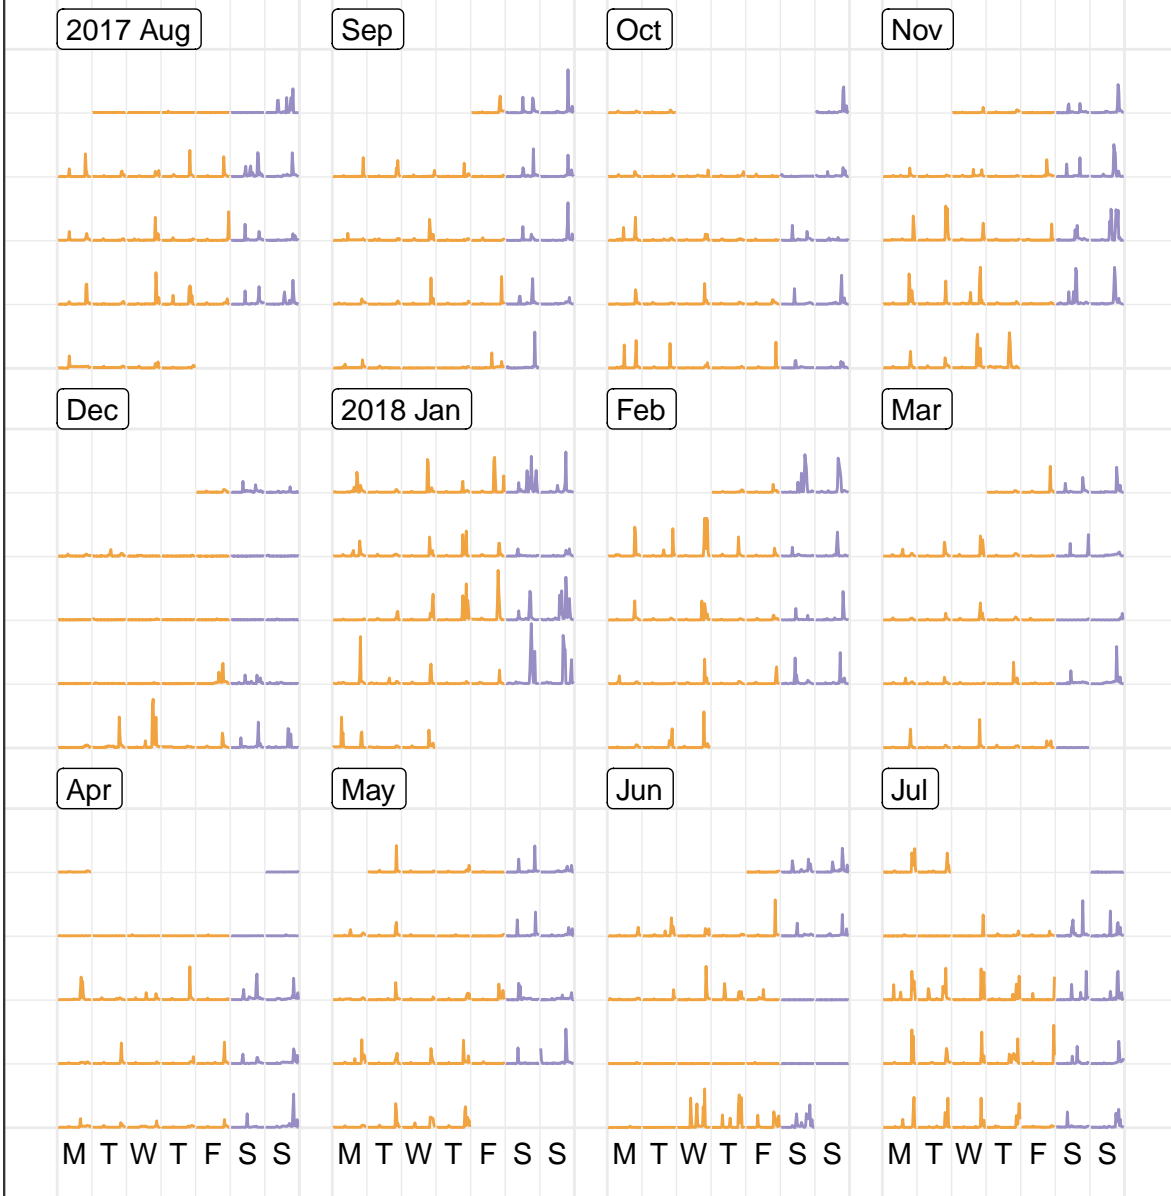 2017 Aug Sep Oct Nov
Dec 2018 Jan Feb Mar
Apr May Jun Jul
M T W T F S S M T W T F S S M T W T F S S M T W T F S S